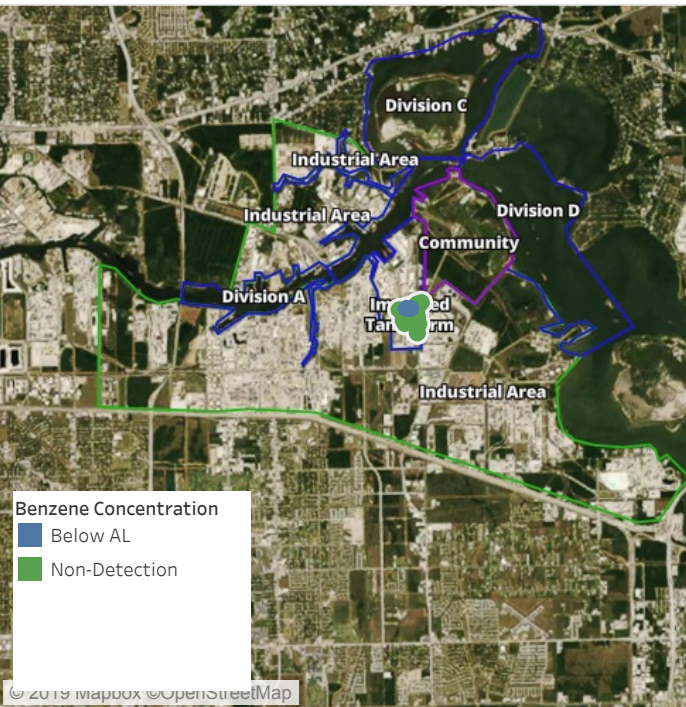 Division C
Industrial Area
Industrial Area
Division D
Community
Division A
Industrial Area
Benzene Concentration
Below AL
Non-Detection
© 2019 Mapbox ©OpenStreetMap